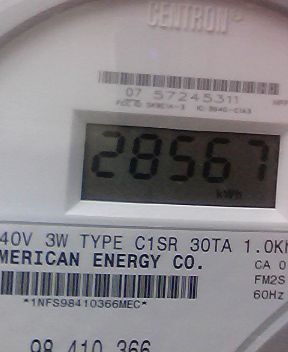 CENTRON
07 57245311
28567
kWh
40V 3W TYPE C1SR 30TA 1.0Kh
MERICAN ENERGY CO.
CA 0
FM2S
60Hz
*1NFS98410366MEC*
98 410 366